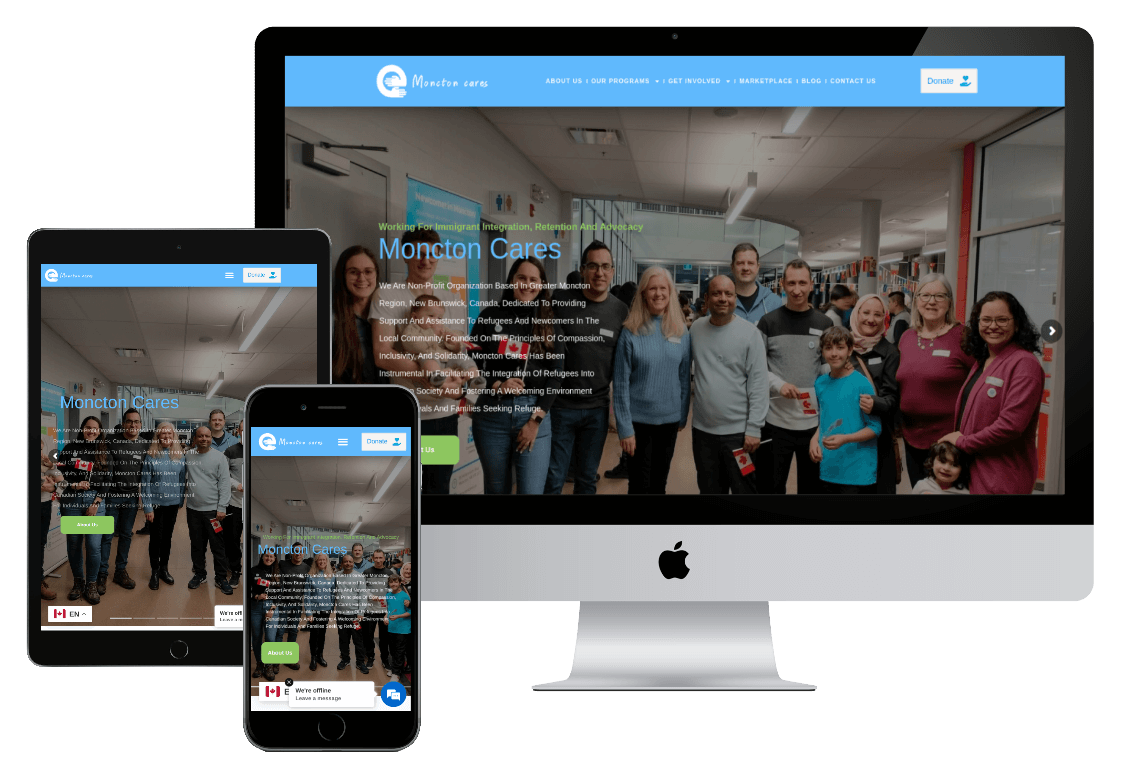 Moncton cares
ABOUT US
OUR PROGRAMS
GET INVOLVED
MARKETPLACE
BLOG
CONTACT US
Donate
Working For Immigrant Integration, Retention And Advocacy
Moncton Cares
We Are Non-Profit Organization Based In Greater Moncton
Region, New Brunswick, Canada, Dedicated To Providing
Support And Assistance To Refugees And Newcomers In The
Local Community. Founded On The Principles Of Compassion,
Inclusivity, And Solidarity, Moncton Cares Has Been
Instrumental In Facilitating The Integration Of Refugees Into
Society And Fostering A Welcoming Environment
And Families Seeking Refuge.
Us
Moncton cares
Donate
Moncton Cares
We Are Non-Profit Organization Based In Greater Moncton
Region, New Brunswick, Canada, Dedicated To Providing
Support And Assistance To Refugees And Newcomers In The
Local Community. Founded On The Principles Of Compassion,
Inclusivity, And Solidarity, Moncton Cares Has Been
Instrumental In Facilitating The Integration Of Refugees Into
Canadian Society And Fostering A Welcoming Environment
For Individuals And Families Seeking Refuge.
About Us
EN
We're offl
Leave a m
Moncton cares
Donate
Working For Immigrant Integration, Retention And Advocacy
Moncton Cares
We Are Non-Profit Organization Based In Greater Moncton
Region, New Brunswick, Canada, Dedicated To Providing
Support And Assistance To Refugees And Newcomers In The
Local Community. Founded On The Principles Of Compassion,
Inclusivity, And Solidarity, Moncton Cares Has Been
Instrumental In Facilitating The Integration Of Refugees Into
Canadian Society And Fostering A Welcoming Environment
For Individuals And Families Seeking Refuge.
About Us
We're offline
Leave a message